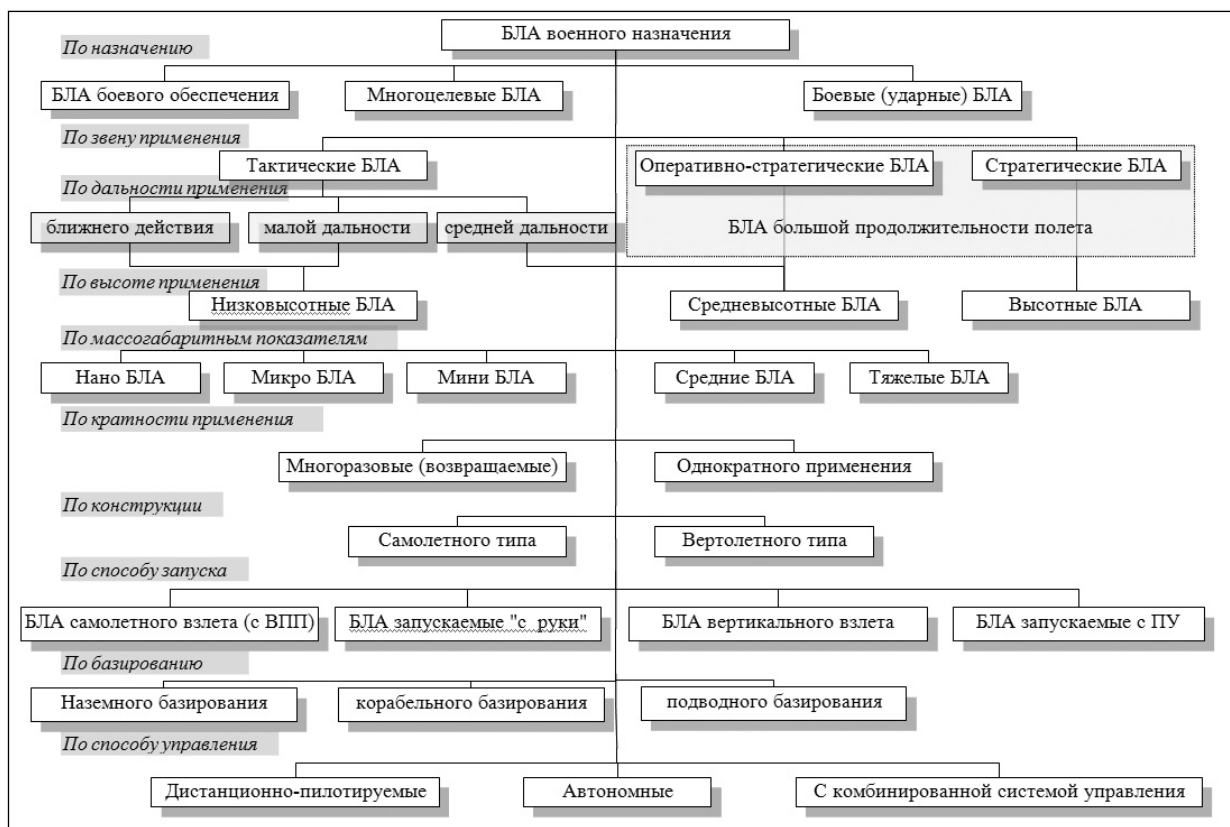 БЛА военного назначения
По назначению
БЛА боевого обеспечения
Многоцелевые БЛА
Боевые (ударные) БЛА
По звену применения
Тактические БЛА
Оперативно-стратегические БЛА
Стратегические БЛА
По дальности применения
ближнего действия
малой дальности
средней дальности
БЛА большой продолжительности полета
По высоте применения
Низковысотные БЛА
Средневысотные БЛА
Высотные БЛА
По массогабаритным показателям
Нано БЛА
Микро БЛА
Мини БЛА
Средние БЛА
Тяжелые БЛА
По кратности применения
Многоразовые (возвращаемые)
Однократного применения
По конструкции
Самолетного типа
Вертолетного типа
По способу запуска
БЛА самолетного взлета (с ВПП)
БЛА запускаемые "с руки"
БЛА вертикального взлета
БЛА запускаемые с ПУ
По базированию
Наземного базирования
корабельного базирования
подводного базирования
По способу управления
Дистанционно-пилотируемые
Автономные
С комбинированной системой управления